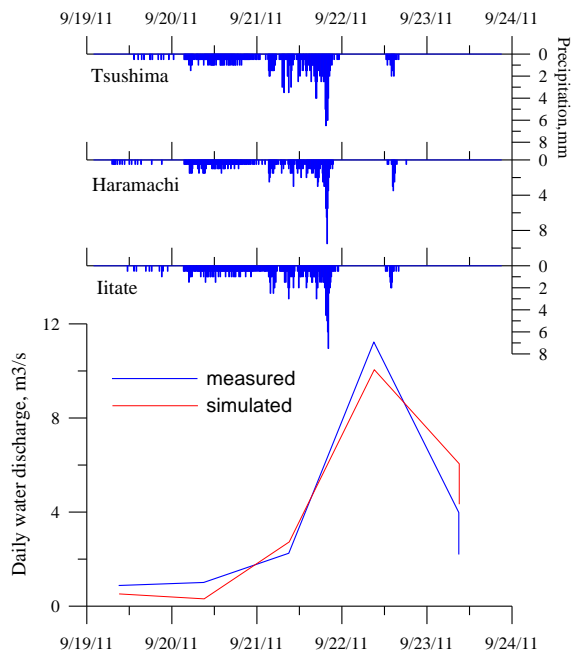 9/19/11 9/20/11 9/21/11 9/22/11 9/23/11 9/24/11
Precipitation,mm
Tsushima
0
2
4
6
8
Haramachi
0
4
8
Iitate
0
2
4
6
8
Daily water discharge, m3/s
12
8
4
0
measured
simulated
9/19/11 9/20/11 9/21/11 9/22/11 9/23/11 9/24/11